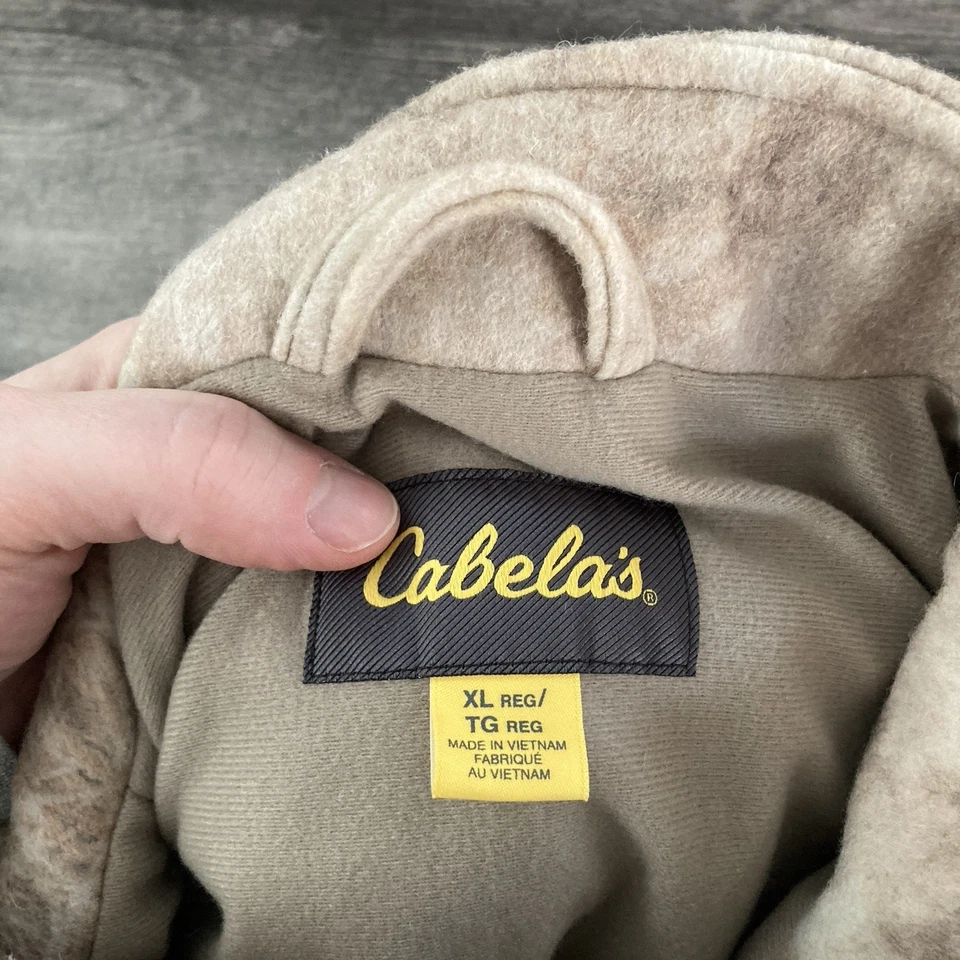 Cabela's®
XL REG/
TG REG
MADE IN VIETNAM
FABRIQUÉ
AU VIETNAM